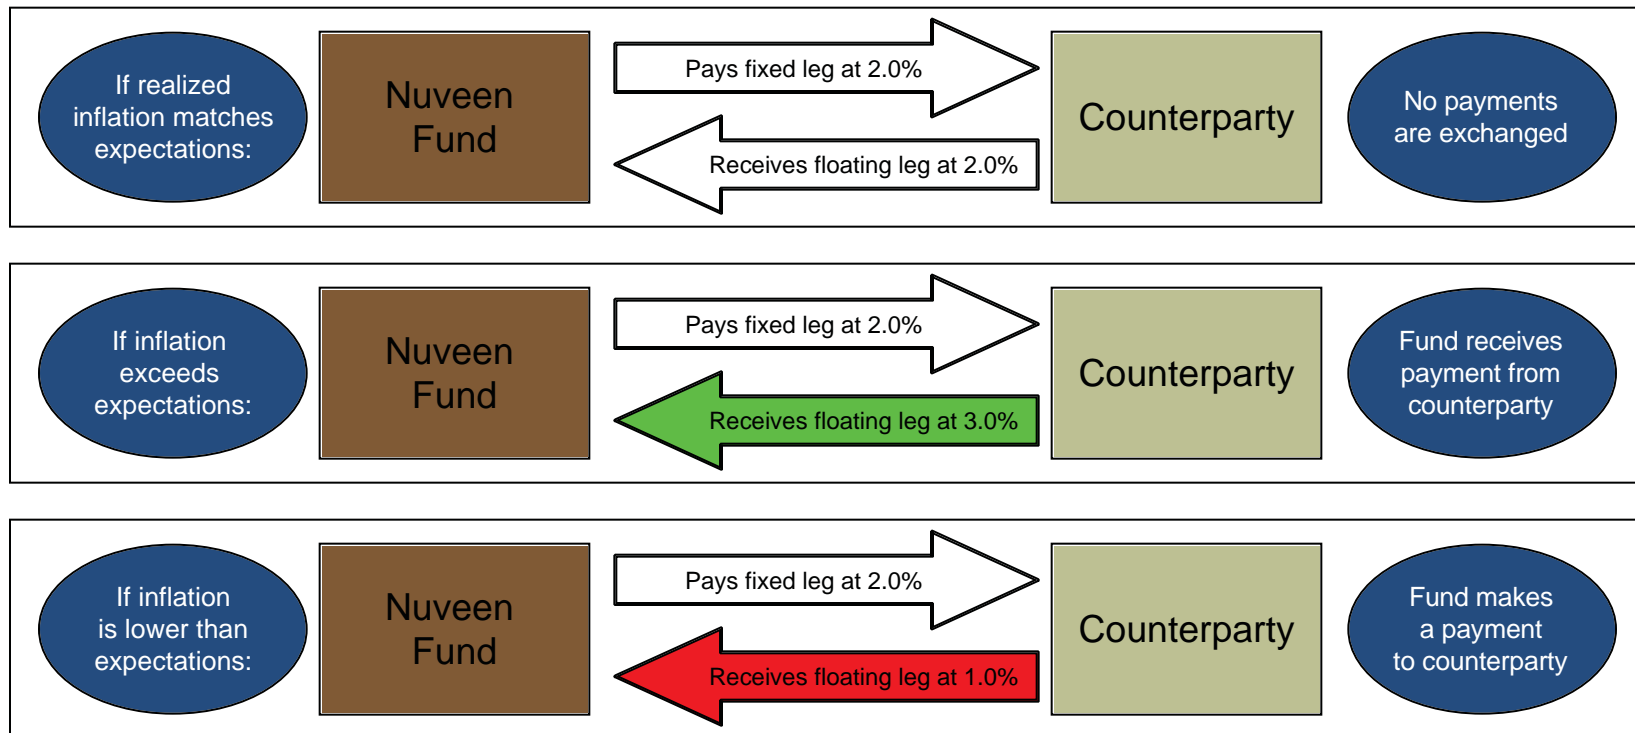 If realized
inflation matches
expectations:
Nuveen
Fund
Pays fixed leg at 2.0%
Receives floating leg at 2.0%
Counterparty
No payments
are exchanged
If inflation
exceeds
expectations:
Nuveen
Fund
Pays fixed leg at 2.0%
Receives floating leg at 3.0%
Counterparty
Fund receives
payment from
counterparty
If inflation
is lower than
expectations:
Nuveen
Fund
Pays fixed leg at 2.0%
Receives floating leg at 1.0%
Counterparty
Fund makes
a payment
to counterparty